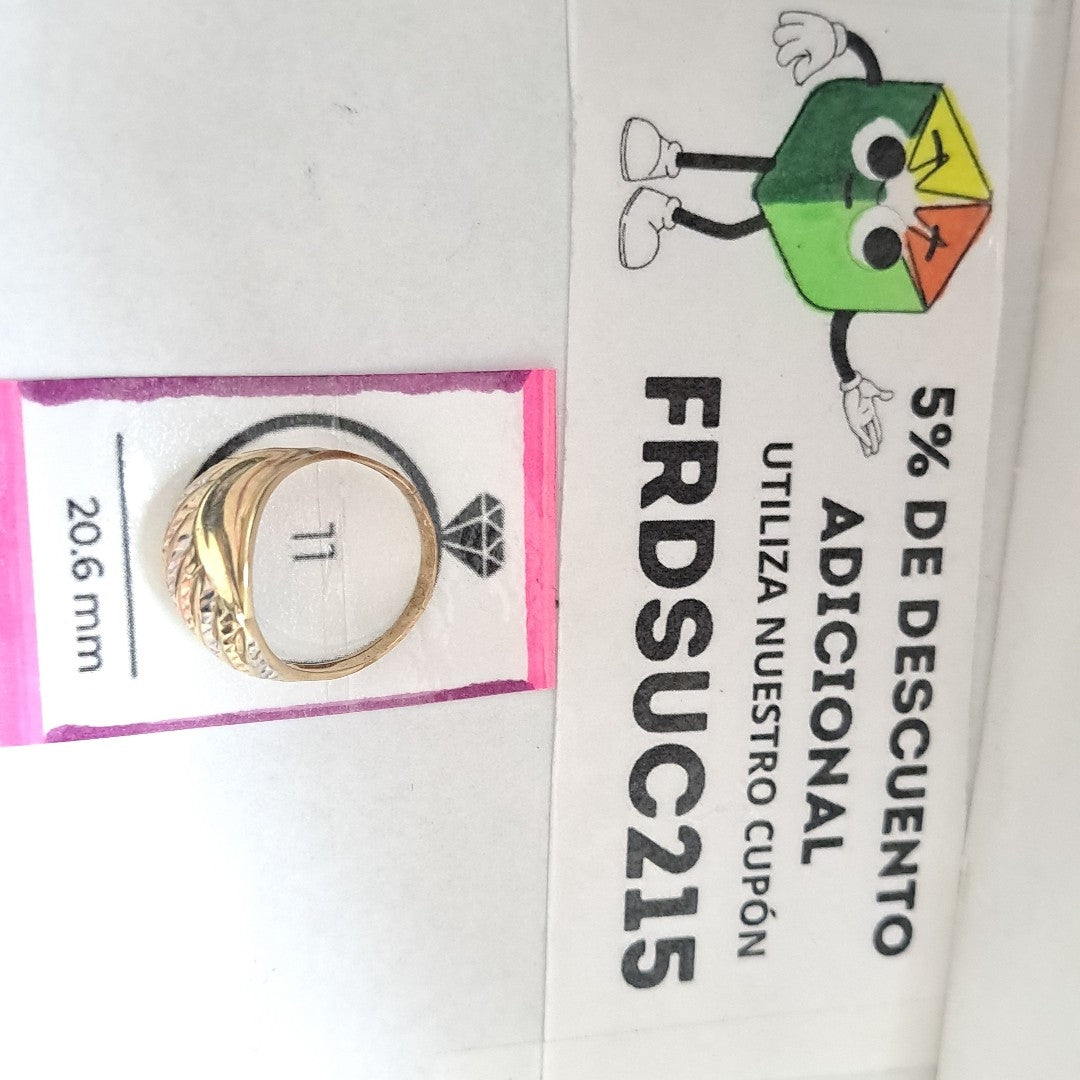 5% DE DESCUENTO
ADICIONAL
UTILIZA NUESTRO CUPÓN
FRDSUC215
11
20.6 mm